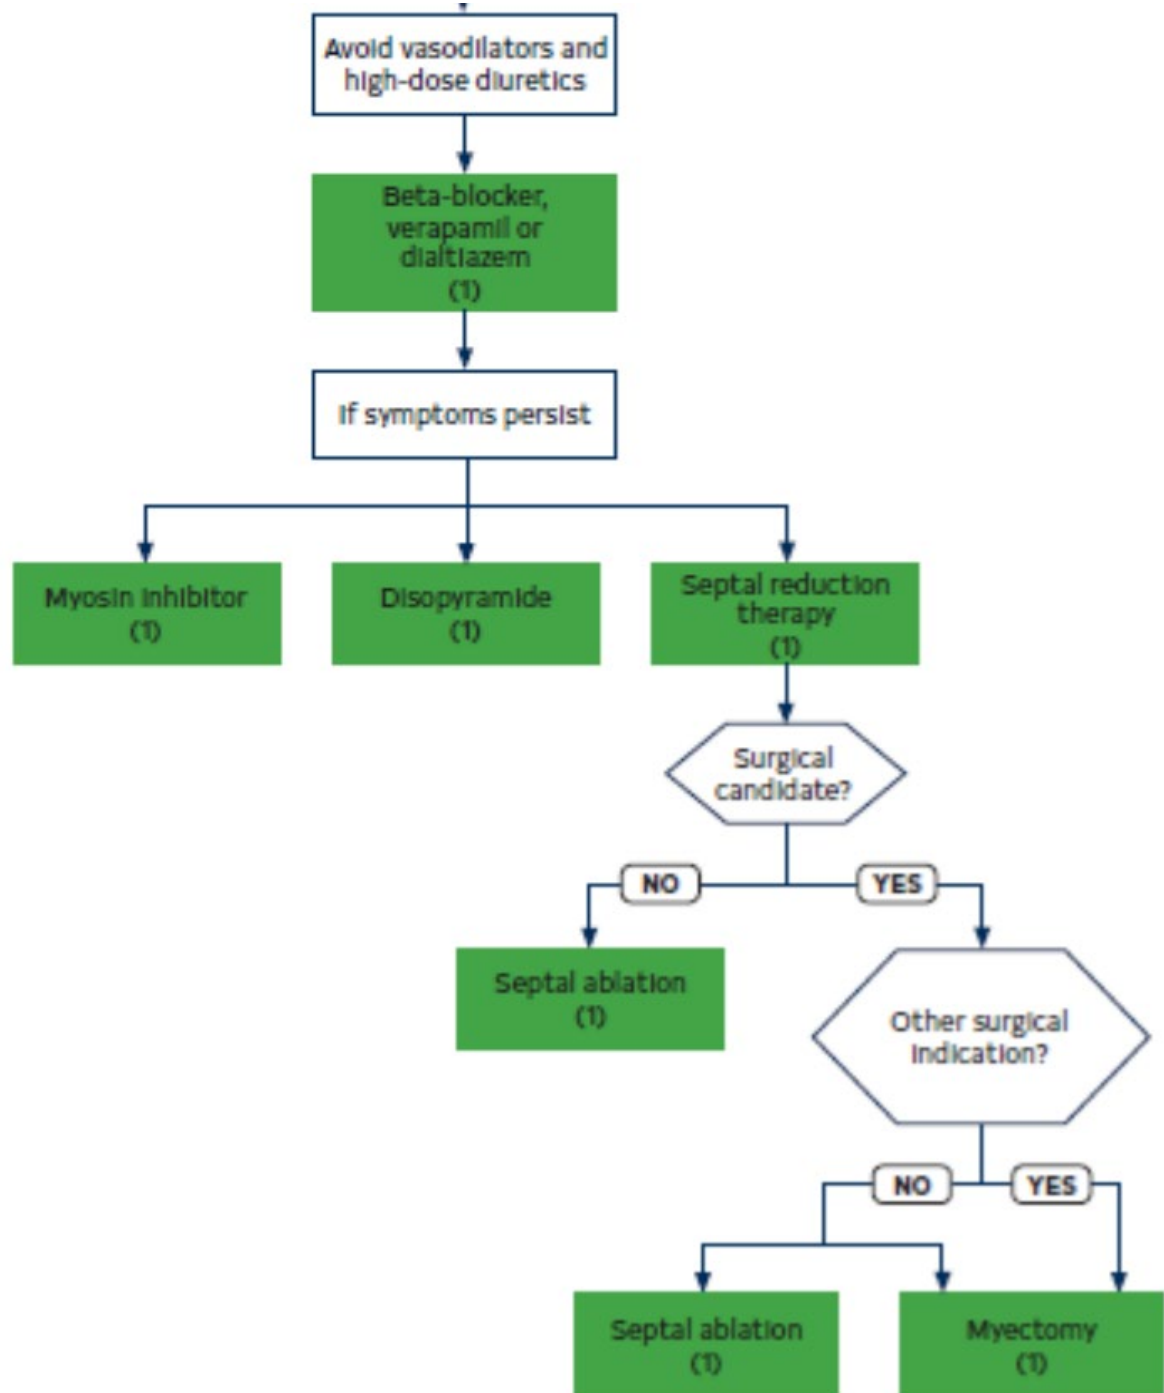 Avoid vasodilators and
high-dose diuretics
Beta-blocker,
verapamil or
dialtiazem
(1)
If symptoms persist
Myosin inhibitor
(1)
Disopyramide
(1)
Septal reduction
therapy
(1)
Surgical
candidate?
NO
YES
Septal ablation
(1)
Other surgical
indication?
NO
YES
Septal ablation
(1)
Myectomy
(1)